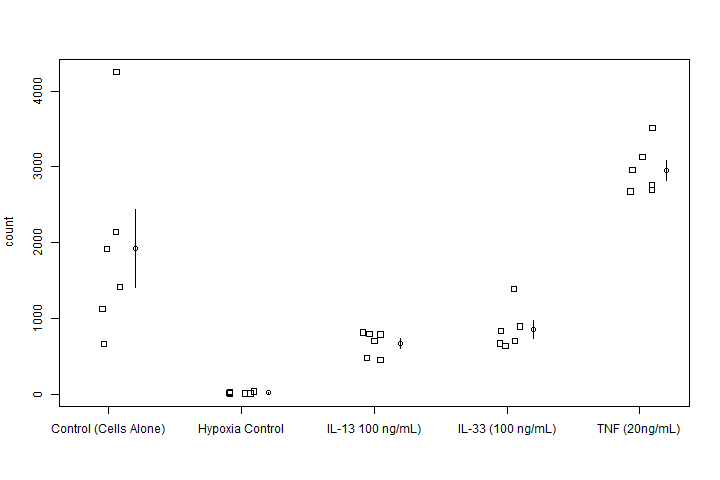 count
4000
3000
2000
1000
0
Control (Cells Alone)
Hypoxia Control
IL-13 100 ng/mL)
IL-33 (100 ng/mL)
TNF (20ng/mL)